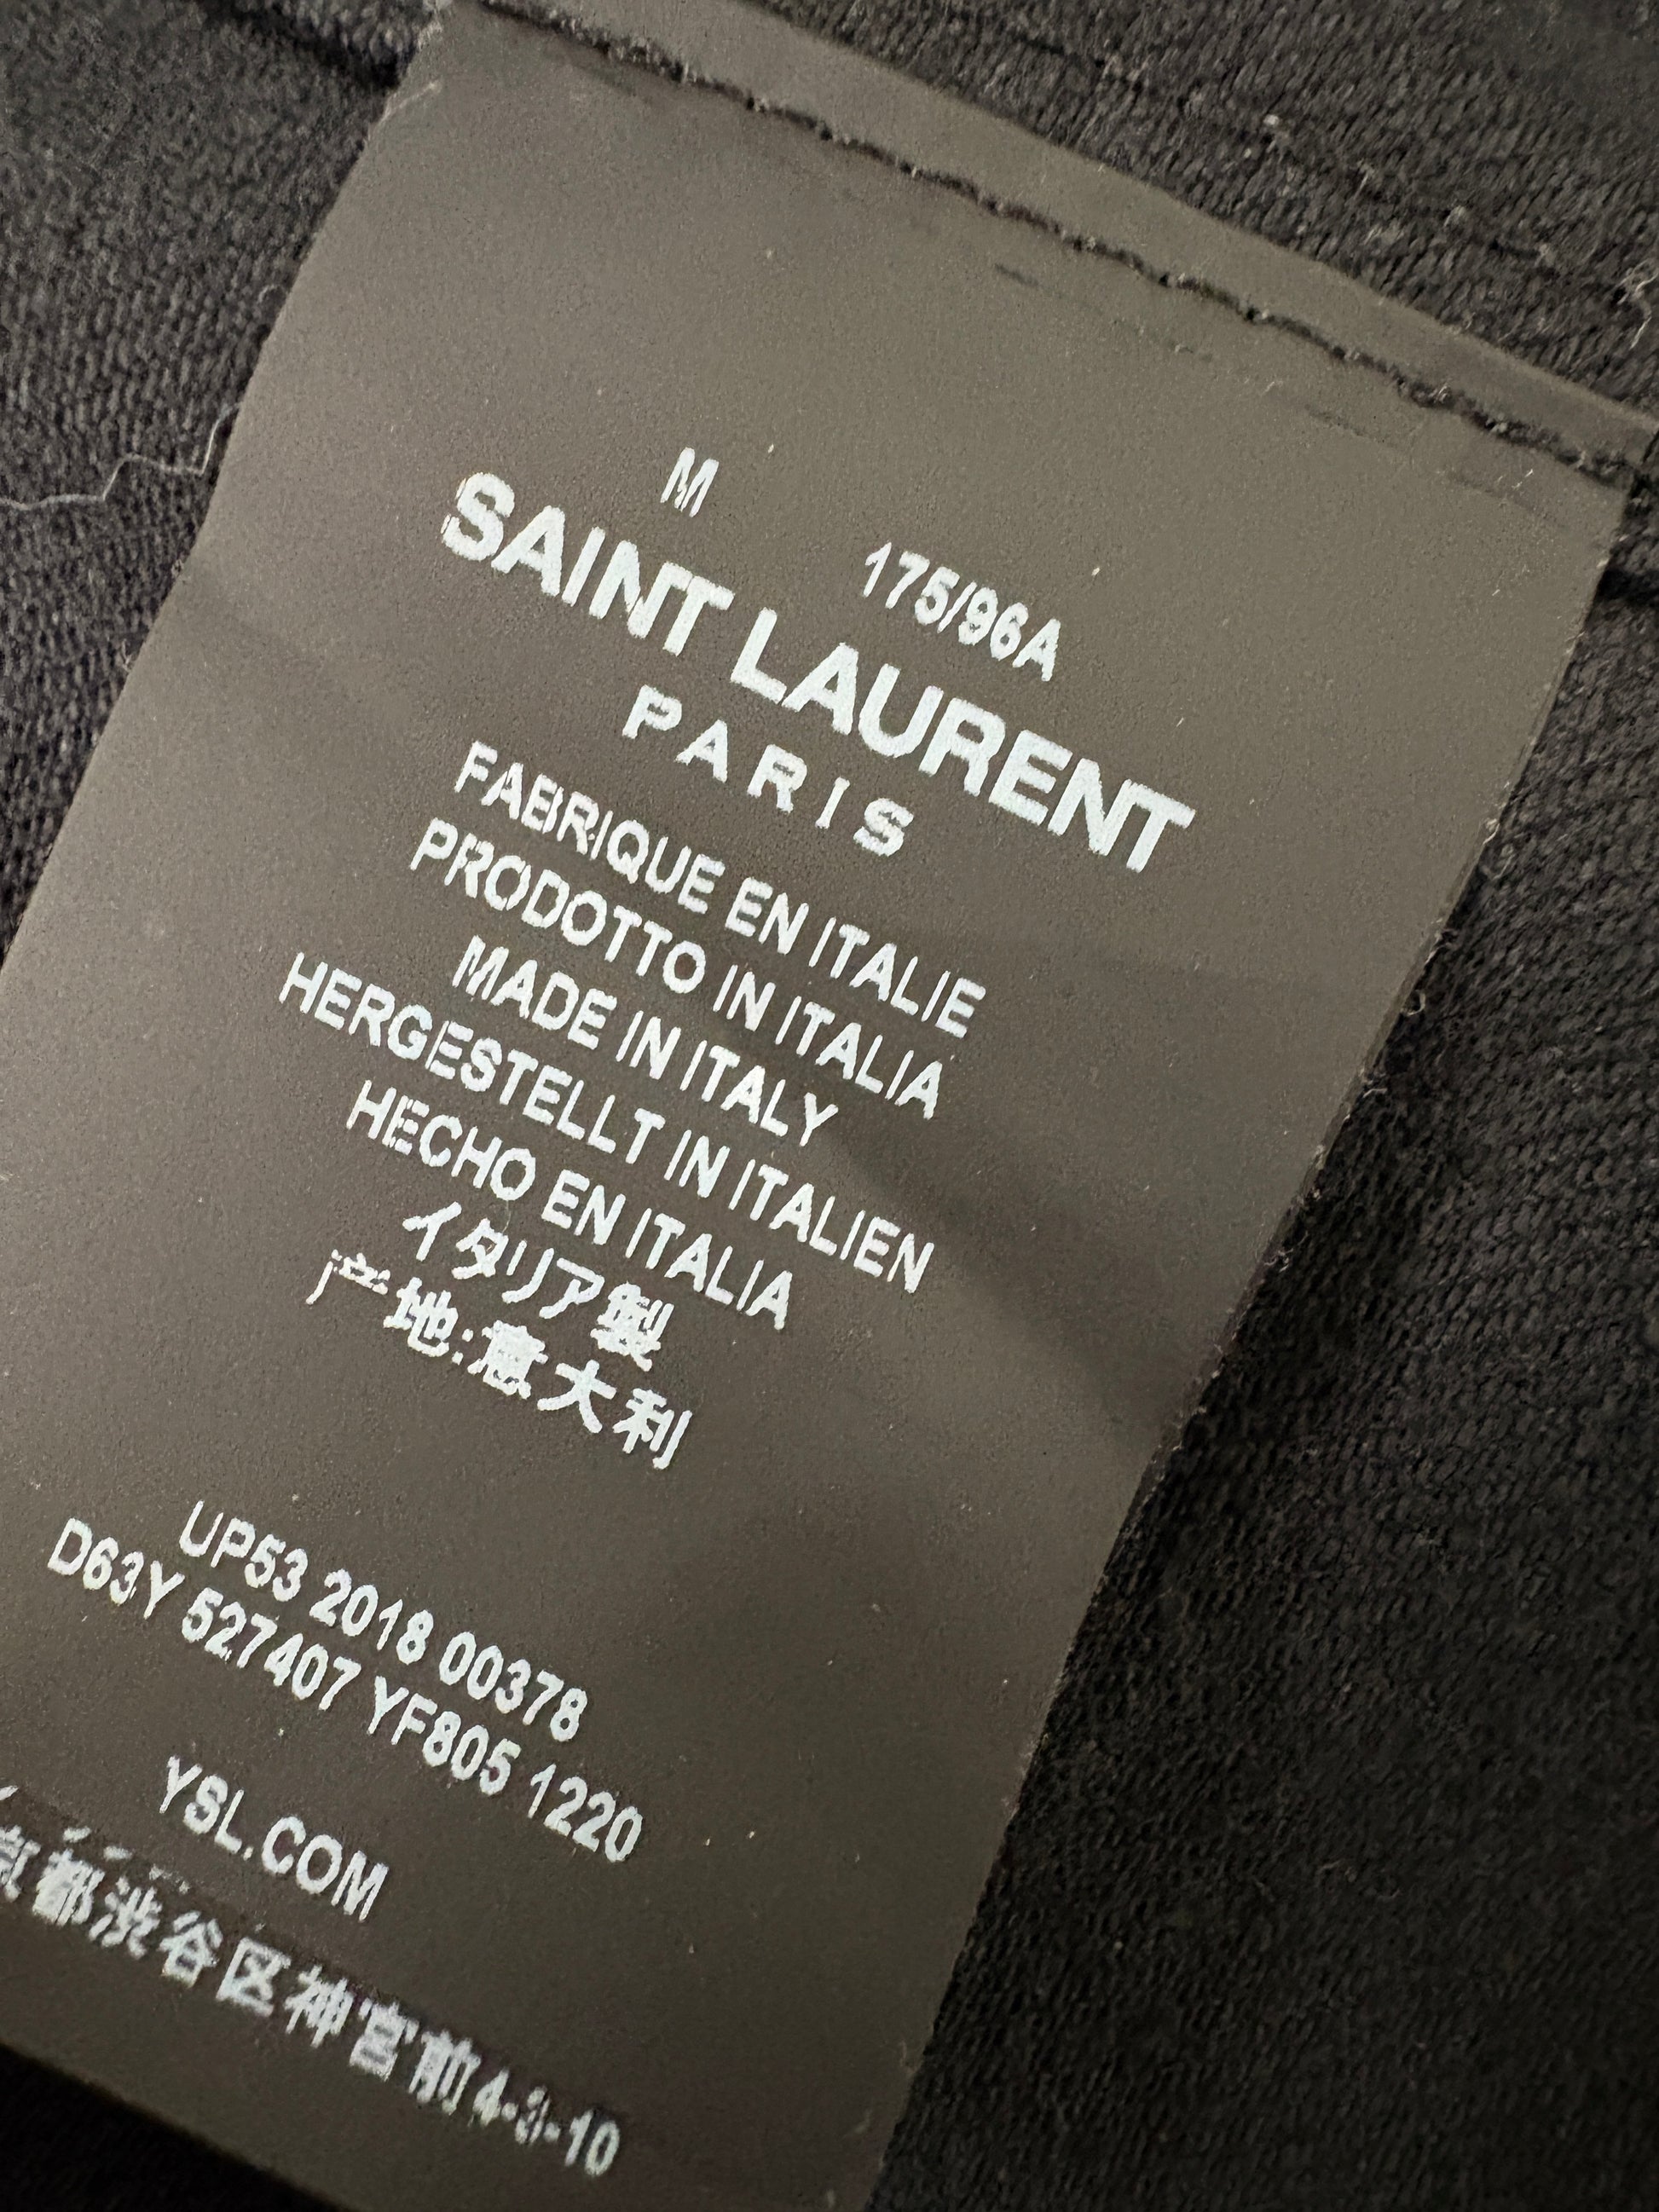 M 175/96A
SAINT LAURENT
PARIS
FABRIQUE EN ITALIE
PRODOTTO IN ITALIA
MADE IN ITALY
HERGESTELLT IN ITALIEN
HECHO EN ITALIA
イタリア製
产地:意大利
UP53 2018 00378
D63Y 527407 YF805 1220
YSL.COM
京都渋谷区神宮前4-3-10